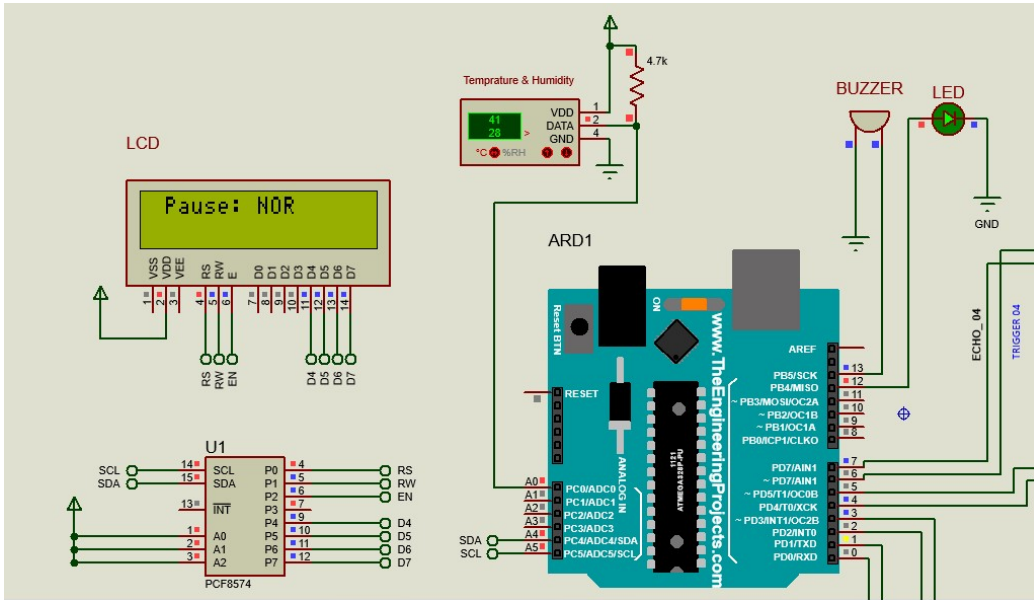 LCD
Pause: NOR
VSS
VDD
VEE
RS
RW
E
D0
D1
D2
D3
D4
D5
D6
D7
1
2
3
4
5
6
7
8
9
10
11
12
13
14
RS
RW
EN
D4
D5
D6
D7
Temprature & Humidity
41
28
>
°C
%RH
VDD
DATA
GND
1
2
4
4.7k
BUZZER
LED
GND
ARD1
Reset BTN
ON
www.TheEngineeringProjects.com
1121
ATMEGA328P-PU
ANALOG IN
RESET
A0
PC0/ADC0
A1
PC1/ADC1
A2
PC2/ADC2
A3
PC3/ADC3
SDA
A4
PC4/ADC4/SDA
SCL
A5
PC5/ADC5/SCL
AREF
PB5/SCK
13
PB4/MISO
12
~ PB3/MOSI/OC2A
11
~ PB2/OC1B
10
~ PB1/OC1A
9
PB0/ICP1/CLKO
8
PD7/AIN1
7
~ PD7/AIN1
6
~ PD5/T1/OC0B
5
PD4/T0/XCK
4
~ PD3/INT1/OC2B
3
PD2/INT0
2
PD1/TXD
1
PD0/RXD
0
ECHO_04
TRIGGER 04
U1
SCL
14
SCL
P0
4
RS
SDA
15
SDA
P1
5
RW
P2
6
EN
13
INT
P3
7
P4
9
D4
1
A0
P5
10
D5
2
A1
P6
11
D6
3
A2
P7
12
D7
PCF8574